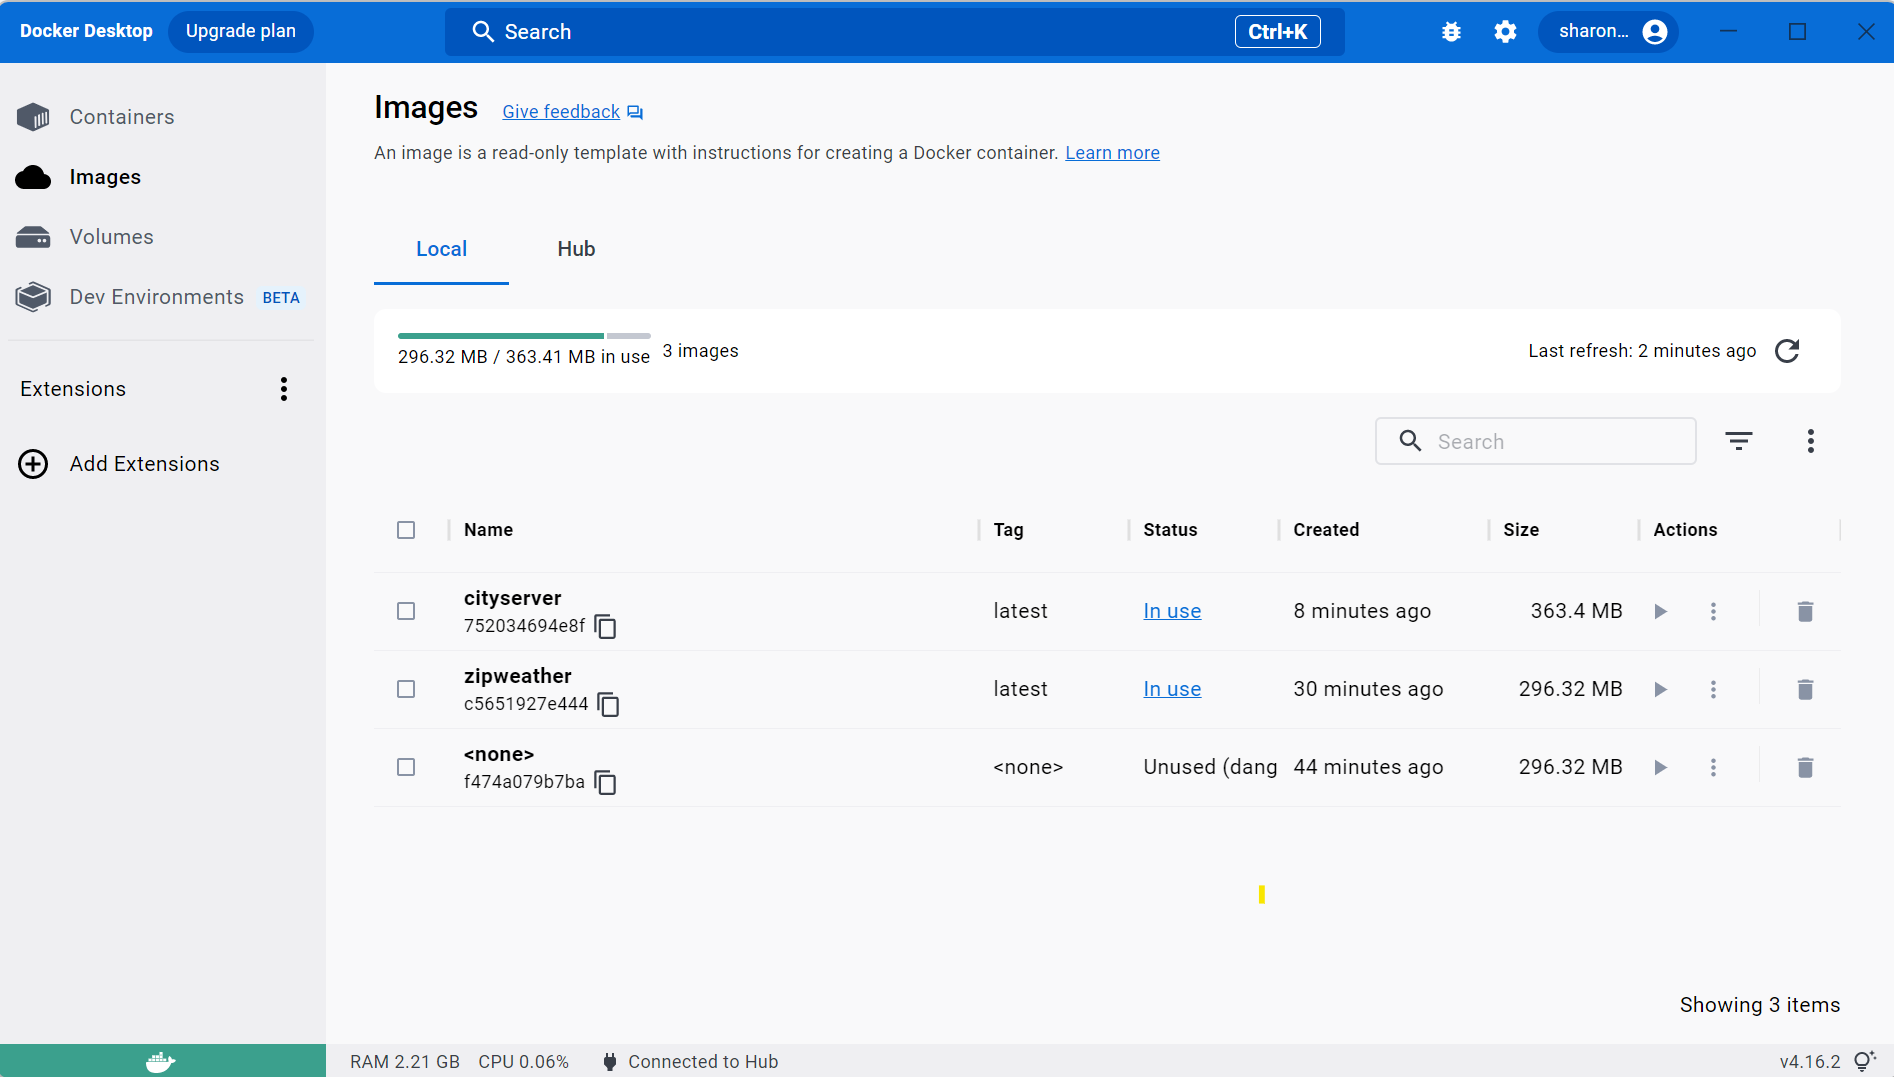 Docker Desktop
Upgrade plan
Search
Ctrl+K
sharon...
Containers
Images
Volumes
Dev Environments BETA
Extensions
Add Extensions
Images
Give feedback
An image is a read-only template with instructions for creating a Docker container. Learn more
Local
Hub
296.32 MB / 363.41 MB in use
3 images
Last refresh: 2 minutes ago
Search
Name Tag Status Created Size Actions
cityserver
752034694e8f
latest In use 8 minutes ago 363.4 MB
zipweather
c5651927e444
latest In use 30 minutes ago 296.32 MB
<none>
f474a079b7ba
<none> Unused (dang 44 minutes ago 296.32 MB
Showing 3 items
RAM 2.21 GB CPU 0.06% Connected to Hub
v4.16.2